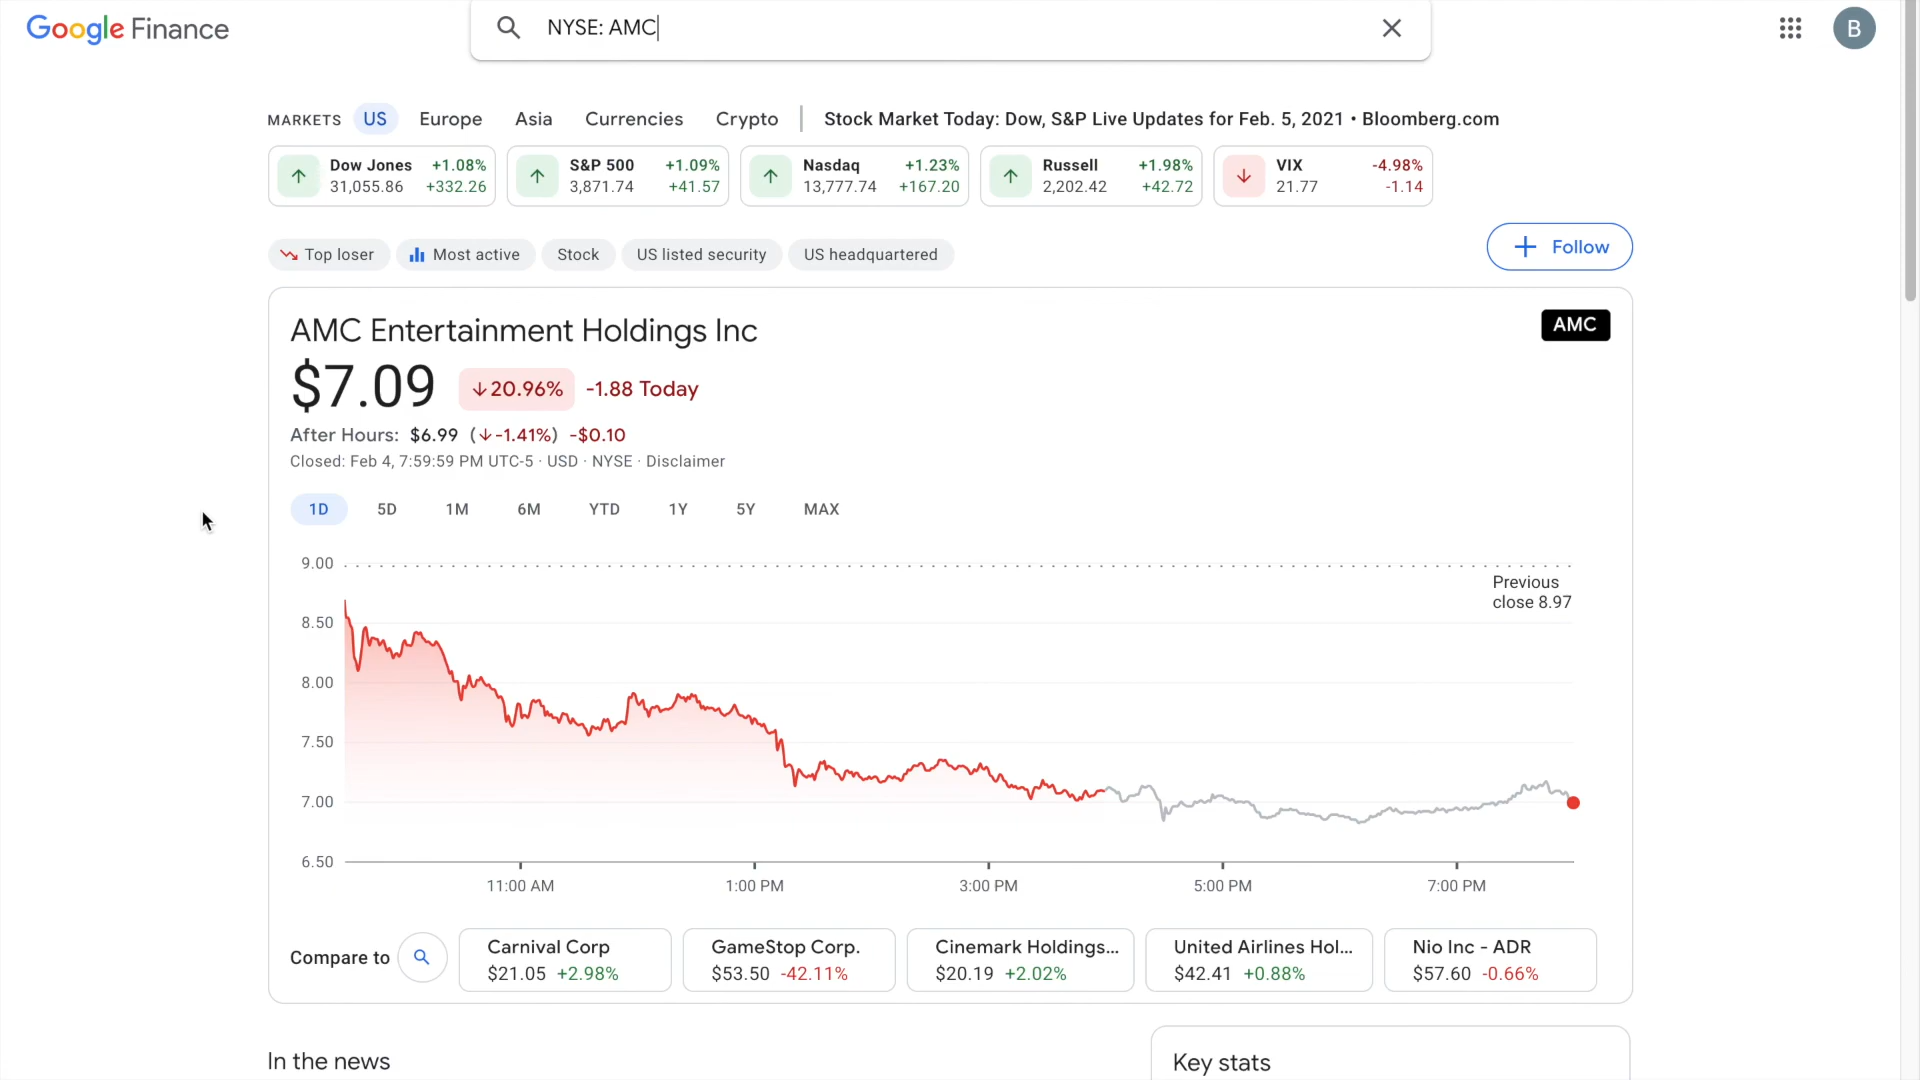 Google Finance
NYSE: AMC
B
MARKETS US Europe Asia Currencies Crypto Stock Market Today: Dow, S&P Live Updates for Feb. 5, 2021 • Bloomberg.com
Dow Jones +1.08%
31,055.86 +332.26
S&P 500 +1.09%
3,871.74 +41.57
Nasdaq +1.23%
13,777.74 +167.20
Russell +1.98%
2,202.42 +42.72
VIX -4.98%
21.77 -1.14
Top loser Most active Stock US listed security US headquartered
Follow
AMC Entertainment Holdings Inc
AMC
$7.09 ↓20.96% -1.88 Today
After Hours: $6.99 (↓-1.41%) -$0.10
Closed: Feb 4, 7:59:59 PM UTC-5 · USD · NYSE · Disclaimer
1D 5D 1M 6M YTD 1Y 5Y MAX
9.00
Previous
close 8.97
8.50
8.00
7.50
7.00
6.50
11:00 AM 1:00 PM 3:00 PM 5:00 PM 7:00 PM
Compare to
Carnival Corp
$21.05 +2.98%
GameStop Corp.
$53.50 -42.11%
Cinemark Holdings...
$20.19 +2.02%
United Airlines Hol...
$42.41 +0.88%
Nio Inc - ADR
$57.60 -0.66%
In the news
Key stats